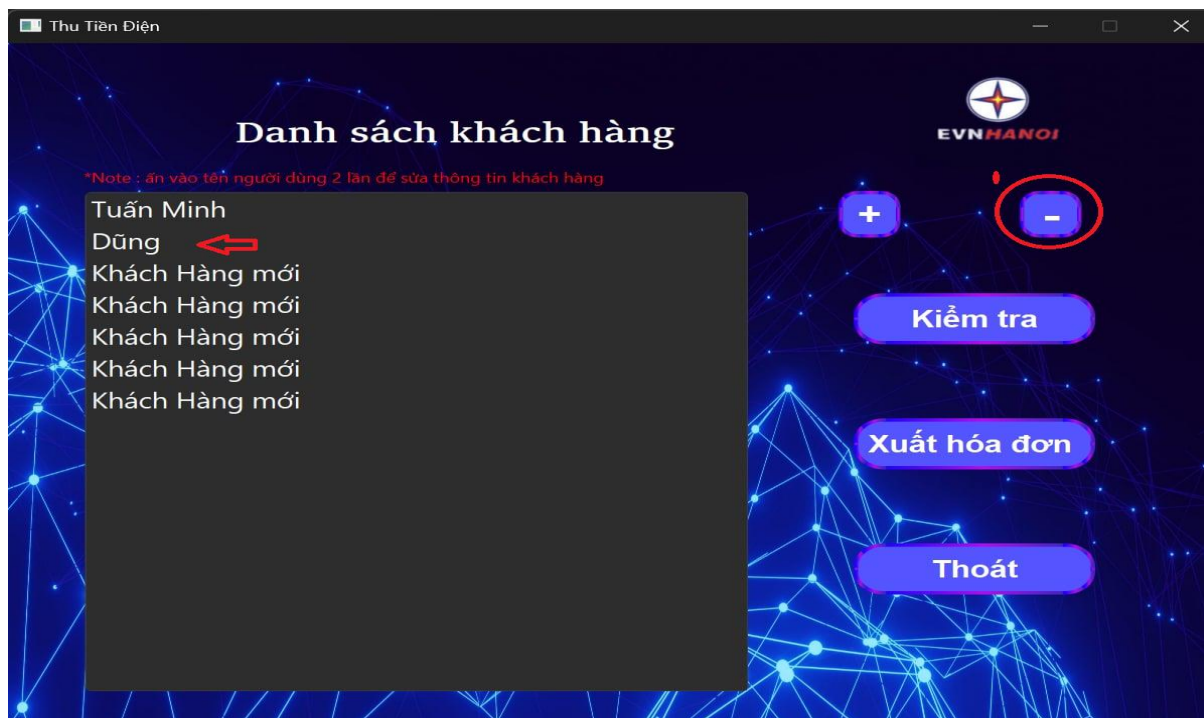 Thu Tiền Điện
EVNHANOI
Danh sách khách hàng
*Note : ấn vào tên người dùng 2 lần để sửa thông tin khách hàng
Tuấn Minh
Dũng
Khách Hàng mới
Khách Hàng mới
Khách Hàng mới
Khách Hàng mới
Khách Hàng mới
+
-
Kiểm tra
Xuất hóa đơn
Thoát